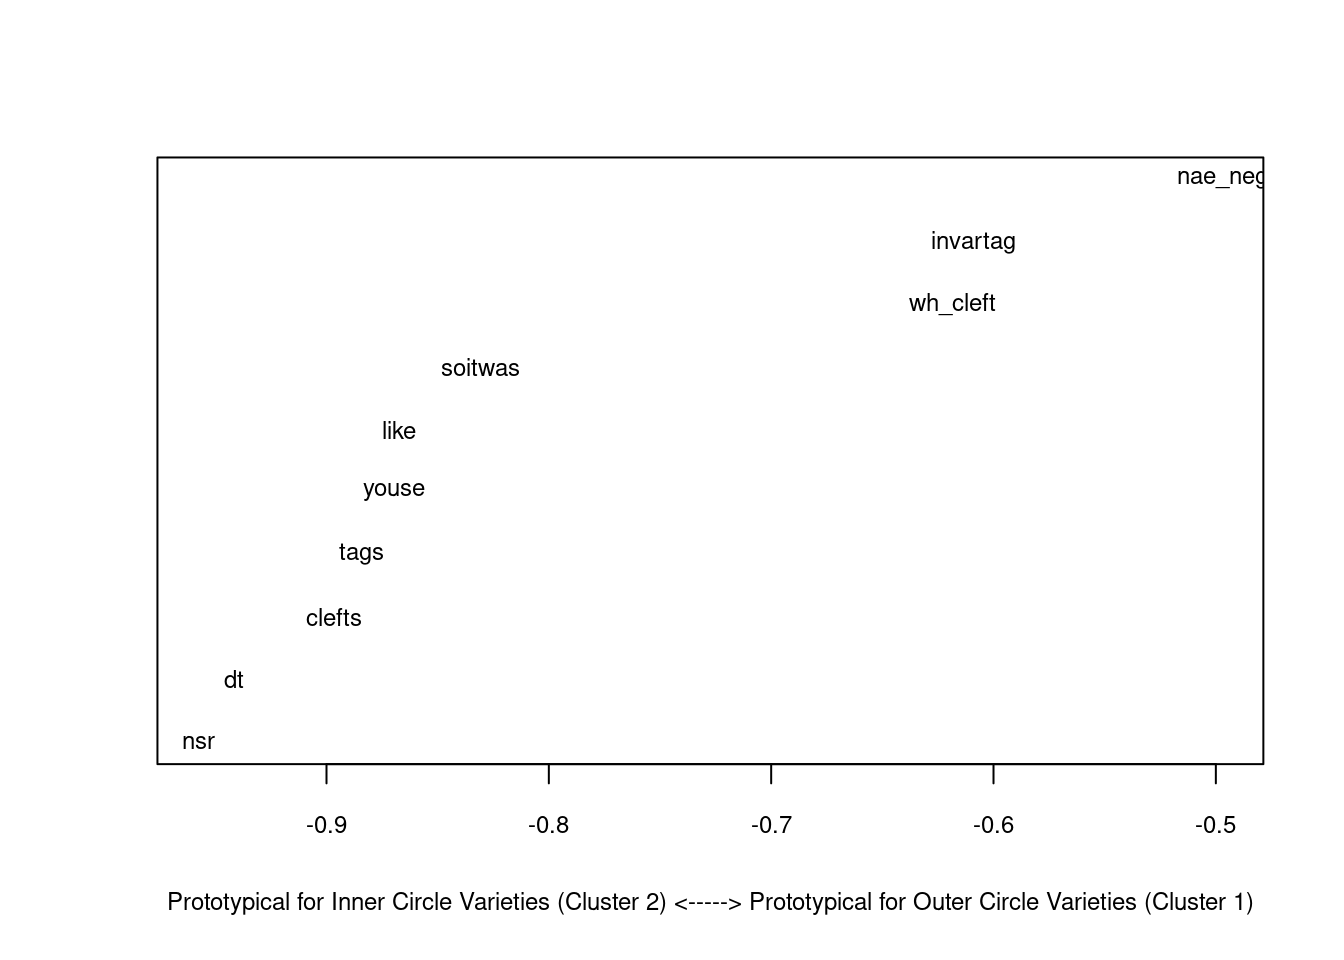 nae_neg
invartag
wh_cleft
soitwas
like
youse
tags
clefts
dt
nsr
-0.9 -0.8 -0.7 -0.6 -0.5
Prototypical for Inner Circle Varieties (Cluster 2) <-----> Prototypical for Outer Circle Varieties (Cluster 1)